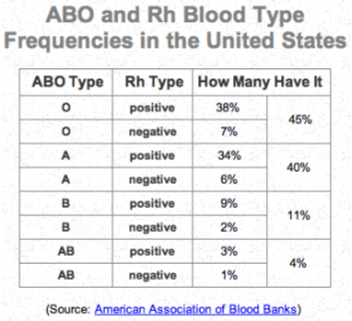 ABO and Rh Blood Type
Frequencies in the United States
ABO Type Rh Type How Many Have It
O positive 38%
45%
O negative 7%
A positive 34%
40%
A negative 6%
B positive 9%
11%
B negative 2%
AB positive 3%
4%
AB negative 1%
(Source: American Association of Blood Banks)